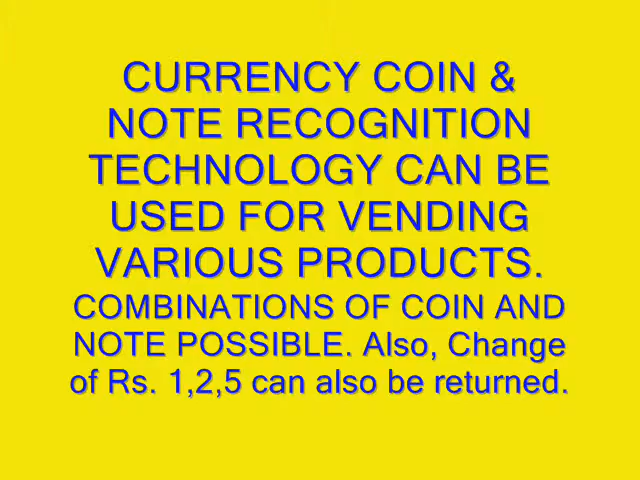 CURRENCY COIN &
NOTE RECOGNITION
TECHNOLOGY CAN BE
USED FOR VENDING
VARIOUS PRODUCTS.
COMBINATIONS OF COIN AND
NOTE POSSIBLE. Also, Change
of Rs. 1,2,5 can also be returned.